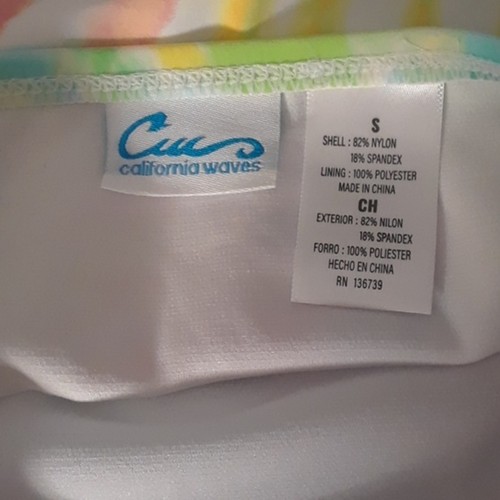 Cuus
california waves
S
SHELL : 82% NYLON
18% SPANDEX
LINING : 100% POLYESTER
MADE IN CHINA
CH
EXTERIOR : 82% NILON
18% SPANDEX
FORRO : 100% POLIESTER
HECHO EN CHINA
RN 136739